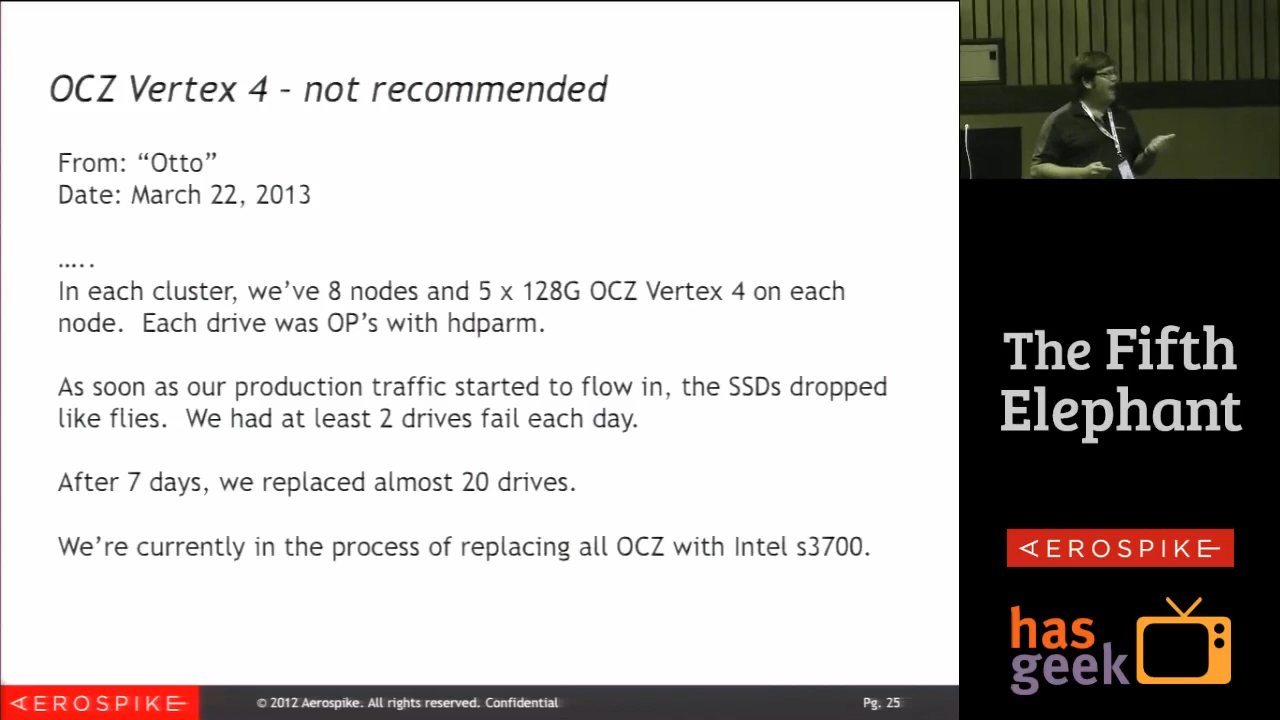 OCZ Vertex 4 – not recommended
From: “Otto”
Date: March 22, 2013
…..
In each cluster, we’ve 8 nodes and 5 x 128G OCZ Vertex 4 on each
node.  Each drive was OP’s with hdparm.
As soon as our production traffic started to flow in, the SSDs dropped
like flies.  We had at least 2 drives fail each day.
After 7 days, we replaced almost 20 drives.
We’re currently in the process of replacing all OCZ with Intel s3700.
AEROSPIKE
© 2012 Aerospike. All rights reserved. Confidential
Pg. 25
The Fifth
Elephant
AEROSPIKE
has
geek